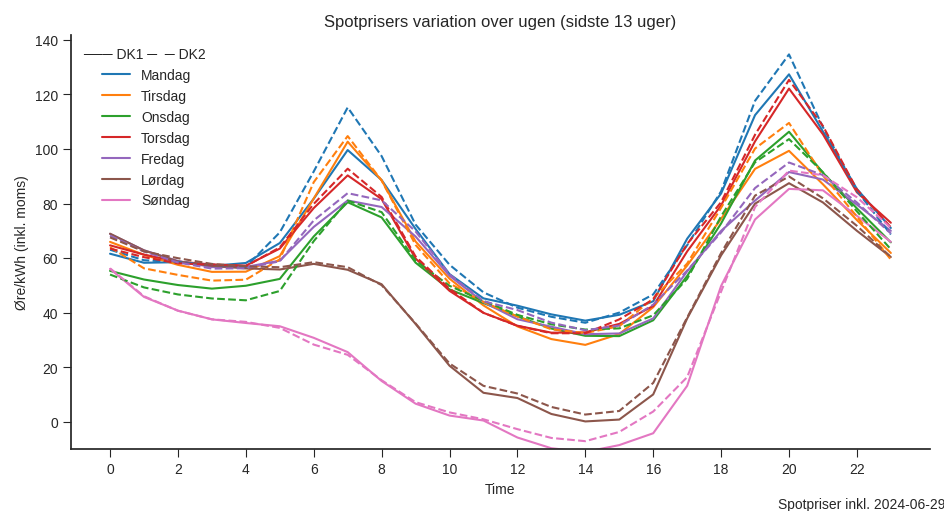 Spotprisers variation over ugen (sidste 13 uger)
DK1 DK2
Mandag
Tirsdag
Onsdag
Torsdag
Fredag
Lørdag
Søndag
Øre/kWh (inkl. moms)
140
120
100
80
60
40
20
0
0 2 4 6 8 10 12 14 16 18 20 22
Time
Spotpriser inkl. 2024-06-29